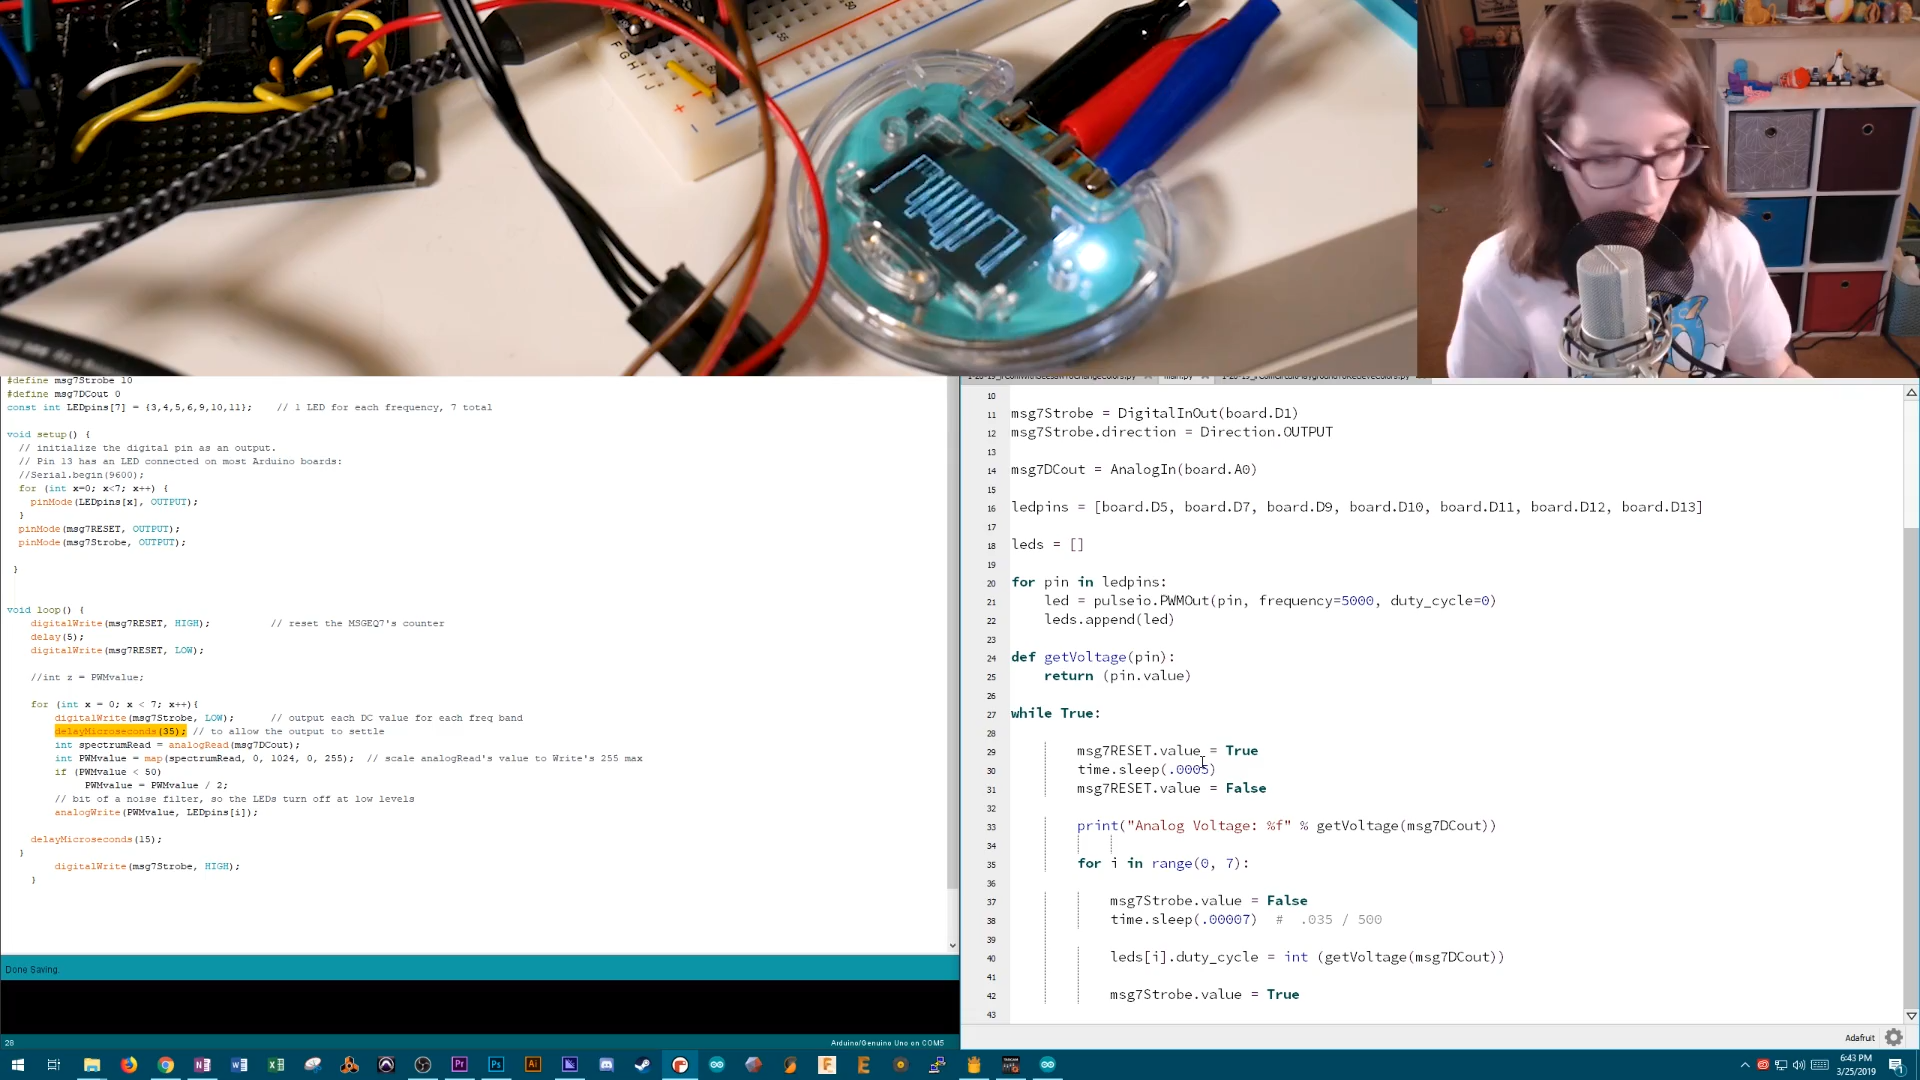 F G H I J
+
-
#define msg7Strobe 10
#define msg7DCout 0
const int LEDpins[7] = {3,4,5,6,9,10,11};    // 1 LED for each frequency, 7 total
void setup() {
// initialize the digital pin as an output.
// Pin 13 has an LED connected on most Arduino boards:
//Serial.begin(9600);
for (int x=0; x<7; x++) {
pinMode(LEDpins[x], OUTPUT);
}
pinMode(msg7RESET, OUTPUT);
pinMode(msg7Strobe, OUTPUT);
}
void loop() {
digitalWrite(msg7RESET, HIGH);          // reset the MSGEQ7's counter
delay(5);
digitalWrite(msg7RESET, LOW);
//int z = PWMvalue;
for (int x = 0; x < 7; x++){
digitalWrite(msg7Strobe, LOW);      // output each DC value for each freq band
delayMicroseconds(35); // to allow the output to settle
int spectrumRead = analogRead(msg7DCout);
int PWMvalue = map(spectrumRead, 0, 1024, 0, 255);  // scale analogRead's value to Write's 255 max
if (PWMvalue < 50)
PWMvalue = PWMvalue / 2;
// bit of a noise filter, so the LEDs turn off at low levels
analogWrite(PWMvalue, LEDpins[i]);
delayMicroseconds(15);
}
digitalWrite(msg7Strobe, HIGH);
}
Done Saving.
28
Arduino/Genuino Uno on COM5
main.py
10
11 msg7Strobe = DigitalInOut(board.D1)
12 msg7Strobe.direction = Direction.OUTPUT
13
14 msg7DCout = AnalogIn(board.A0)
15
16 ledpins = [board.D5, board.D7, board.D9, board.D10, board.D11, board.D12, board.D13]
17
18 leds = []
19
20 for pin in ledpins:
21 led = pulseio.PWMOut(pin, frequency=5000, duty_cycle=0)
22 leds.append(led)
23
24 def getVoltage(pin):
25 return (pin.value)
26
27 while True:
28
29 msg7RESET.value = True
30 time.sleep(.0005)
31 msg7RESET.value = False
32
33 print("Analog Voltage: %f" % getVoltage(msg7DCout))
34
35 for i in range(0, 7):
36
37 msg7Strobe.value = False
38 time.sleep(.00007)  #  .035 / 500
39
40 leds[i].duty_cycle = int (getVoltage(msg7DCout))
41
42 msg7Strobe.value = True
43
Adafruit
6:43 PM
3/25/2019